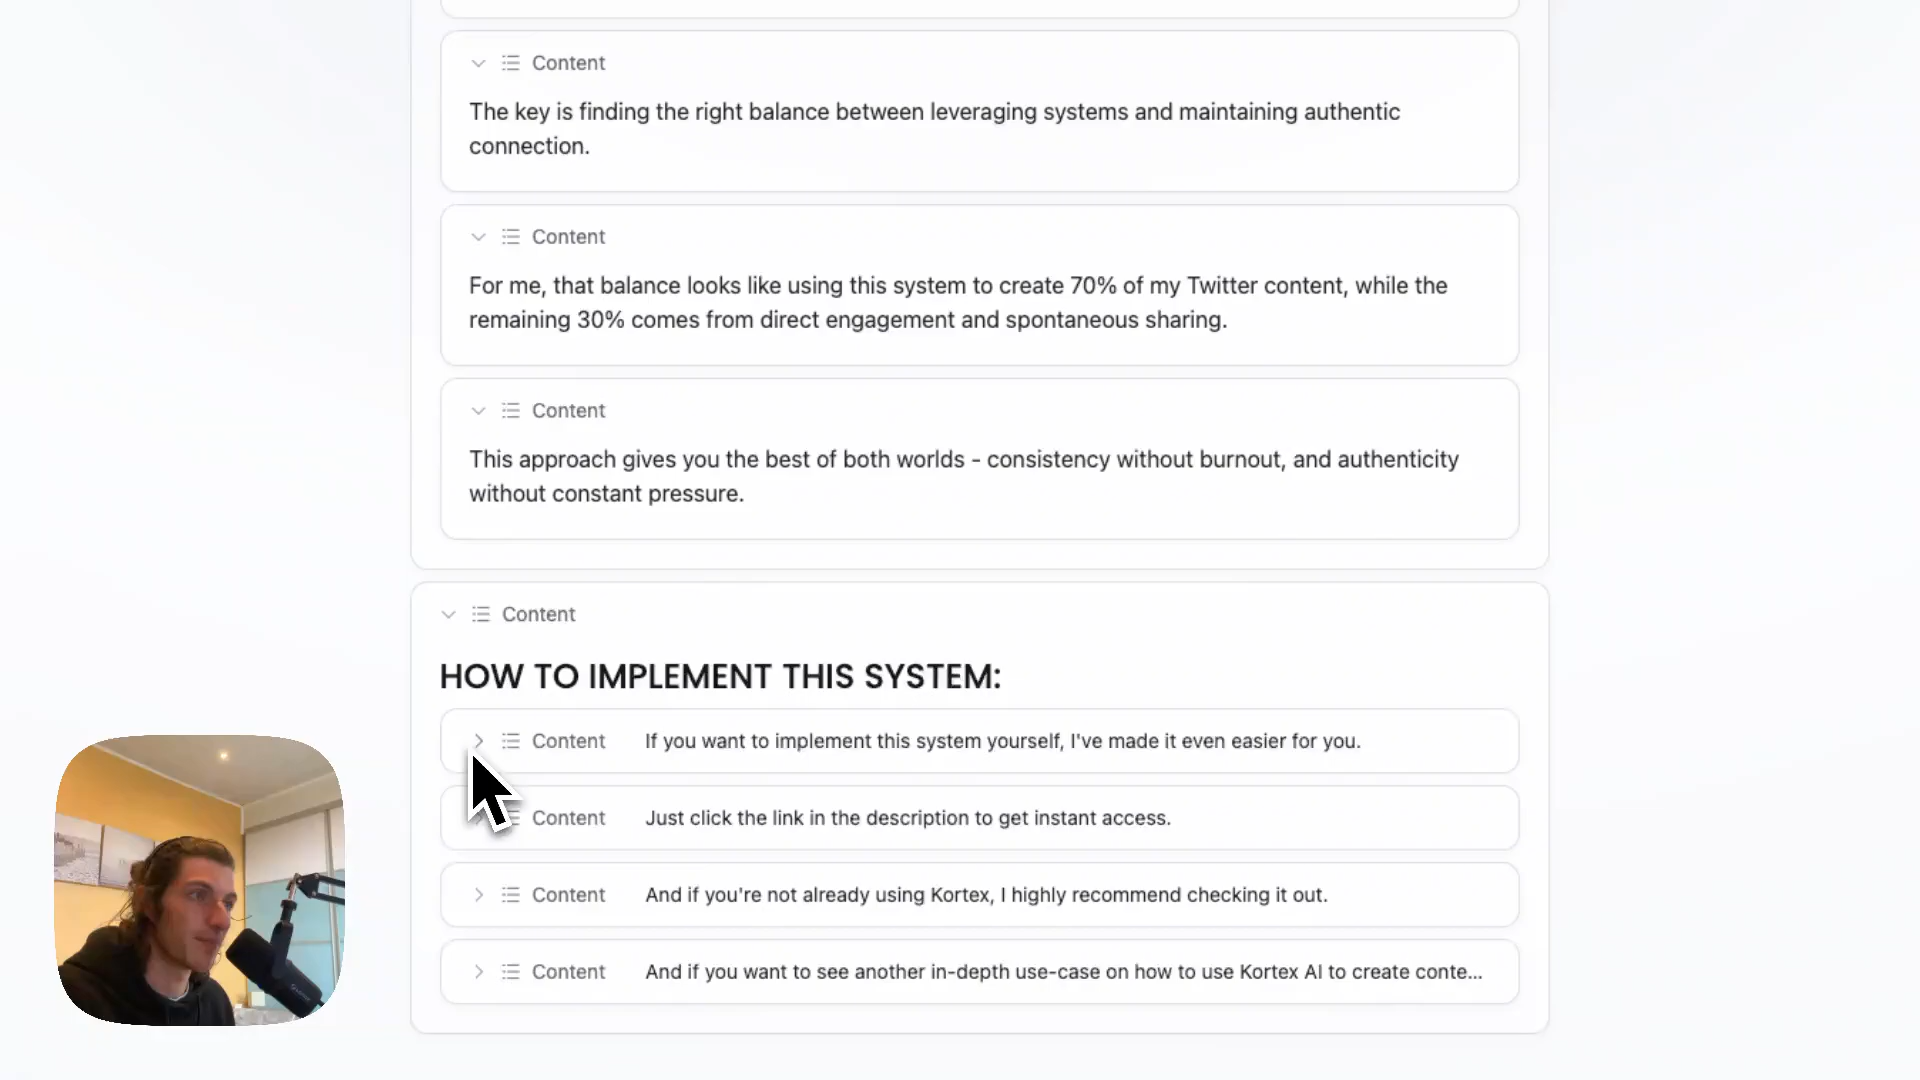 Content
The key is finding the right balance between leveraging systems and maintaining authentic
connection.
Content
For me, that balance looks like using this system to create 70% of my Twitter content, while the
remaining 30% comes from direct engagement and spontaneous sharing.
Content
This approach gives you the best of both worlds - consistency without burnout, and authenticity
without constant pressure.
Content
HOW TO IMPLEMENT THIS SYSTEM:
Content If you want to implement this system yourself, I've made it even easier for you.
Content Just click the link in the description to get instant access.
Content And if you're not already using Kortex, I highly recommend checking it out.
Content And if you want to see another in-depth use-case on how to use Kortex AI to create conte...